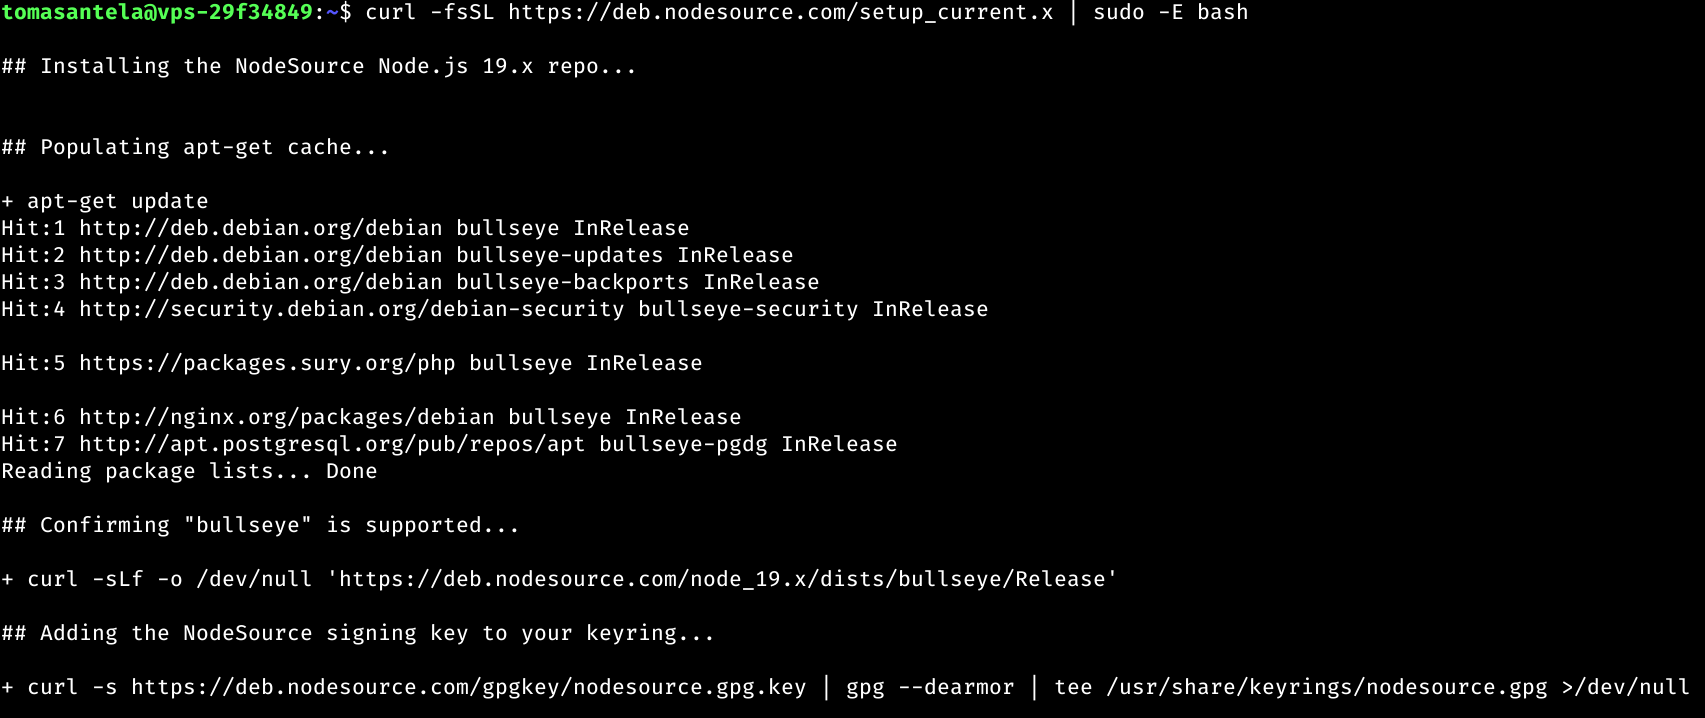 tomasantela@vps-29f34849:~$ curl -fsSL https://deb.nodesource.com/setup_current.x | sudo -E bash
## Installing the NodeSource Node.js 19.x repo...
## Populating apt-get cache...
+ apt-get update
Hit:1 http://deb.debian.org/debian bullseye InRelease
Hit:2 http://deb.debian.org/debian bullseye-updates InRelease
Hit:3 http://deb.debian.org/debian bullseye-backports InRelease
Hit:4 http://security.debian.org/debian-security bullseye-security InRelease
Hit:5 https://packages.sury.org/php bullseye InRelease
Hit:6 http://nginx.org/packages/debian bullseye InRelease
Hit:7 http://apt.postgresql.org/pub/repos/apt bullseye-pgdg InRelease
Reading package lists... Done
## Confirming "bullseye" is supported...
+ curl -sLf -o /dev/null 'https://deb.nodesource.com/node_19.x/dists/bullseye/Release'
## Adding the NodeSource signing key to your keyring...
+ curl -s https://deb.nodesource.com/gpgkey/nodesource.gpg.key | gpg --dearmor | tee /usr/share/keyrings/nodesource.gpg >/dev/null